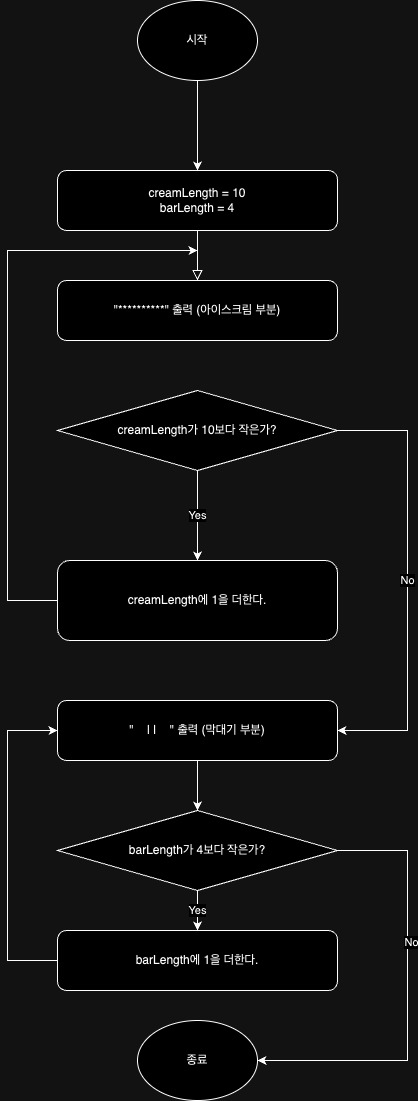 시작
creamLength = 10
barLength = 4
"**********" 출력 (아이스크림 부분)
creamLength가 10보다 작은가?
Yes
No
creamLength에 1을 더한다.
"    ||    " 출력 (막대기 부분)
barLength가 4보다 작은가?
Yes
No
barLength에 1을 더한다.
종료